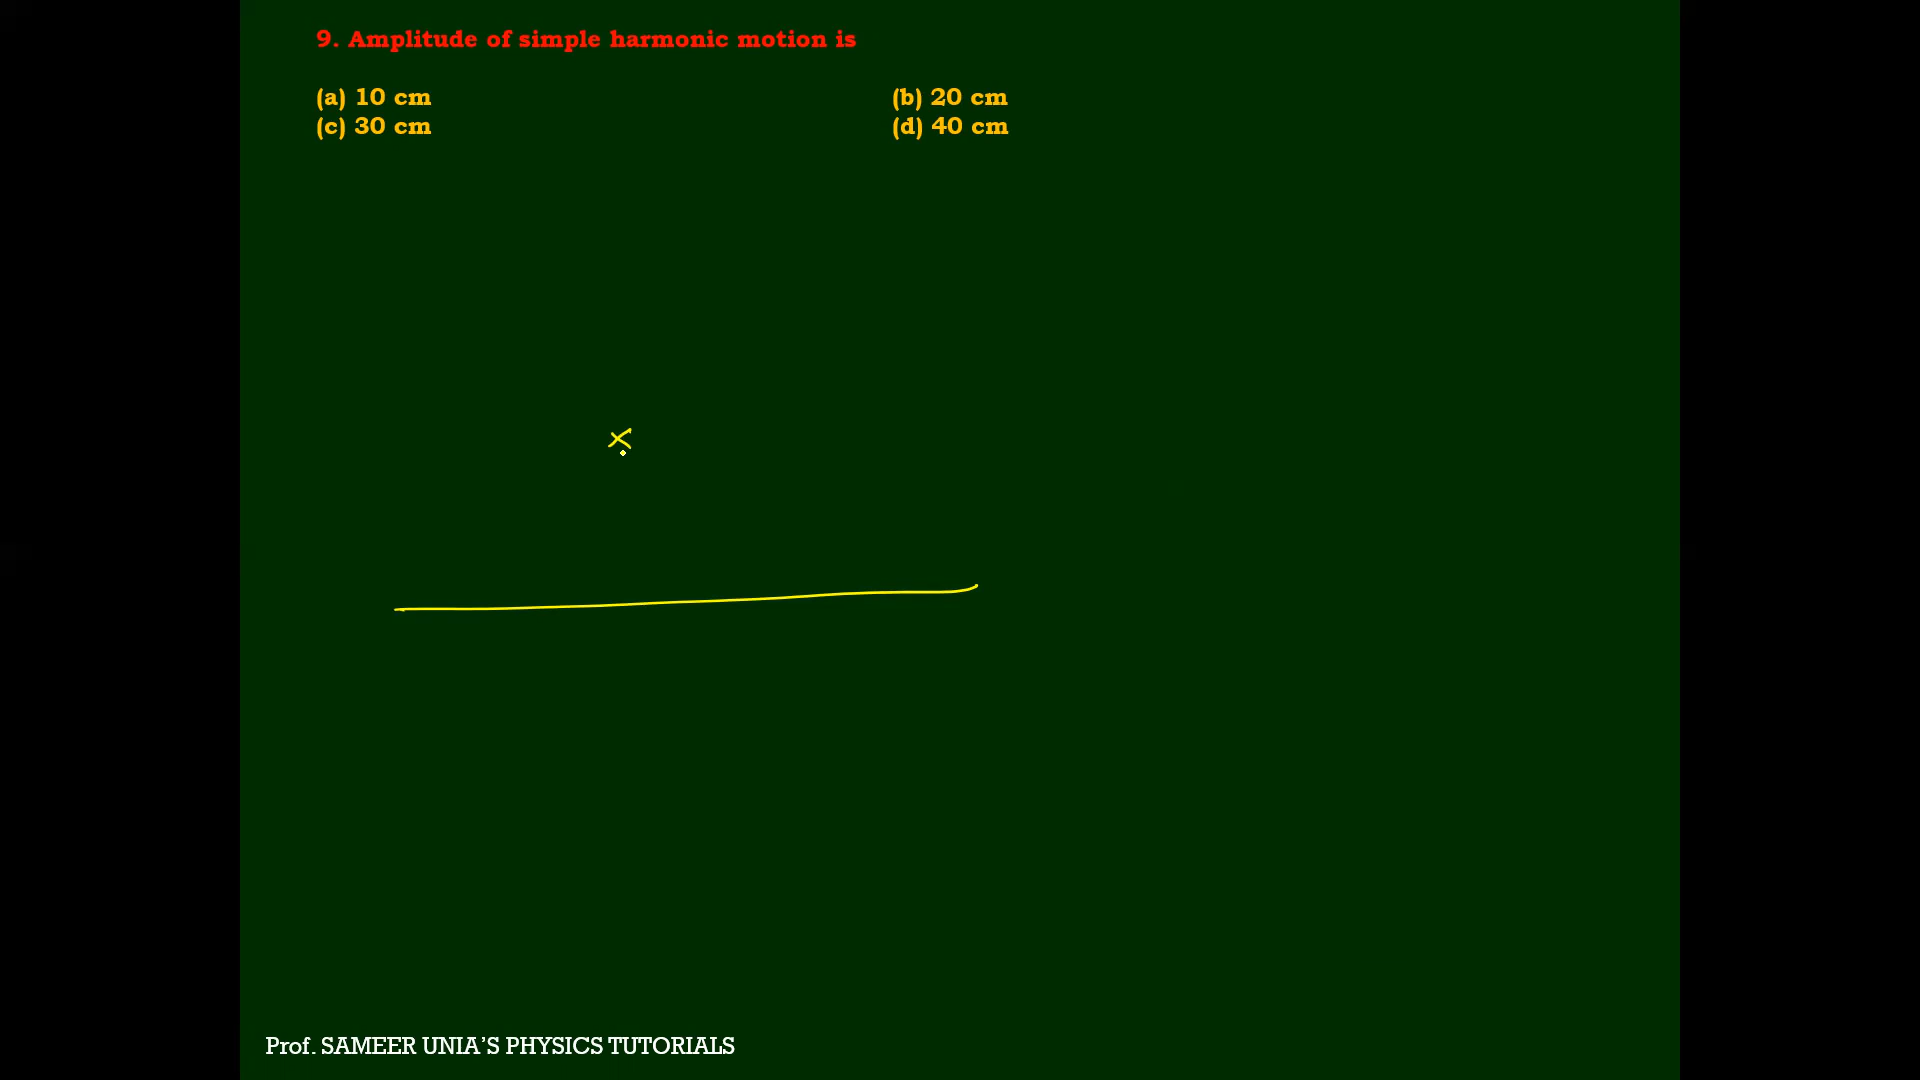 9. Amplitude of simple harmonic motion is
(a) 10 cm (b) 20 cm
(c) 30 cm (d) 40 cm
x
Prof. SAMEER UNIA'S PHYSICS TUTORIALS